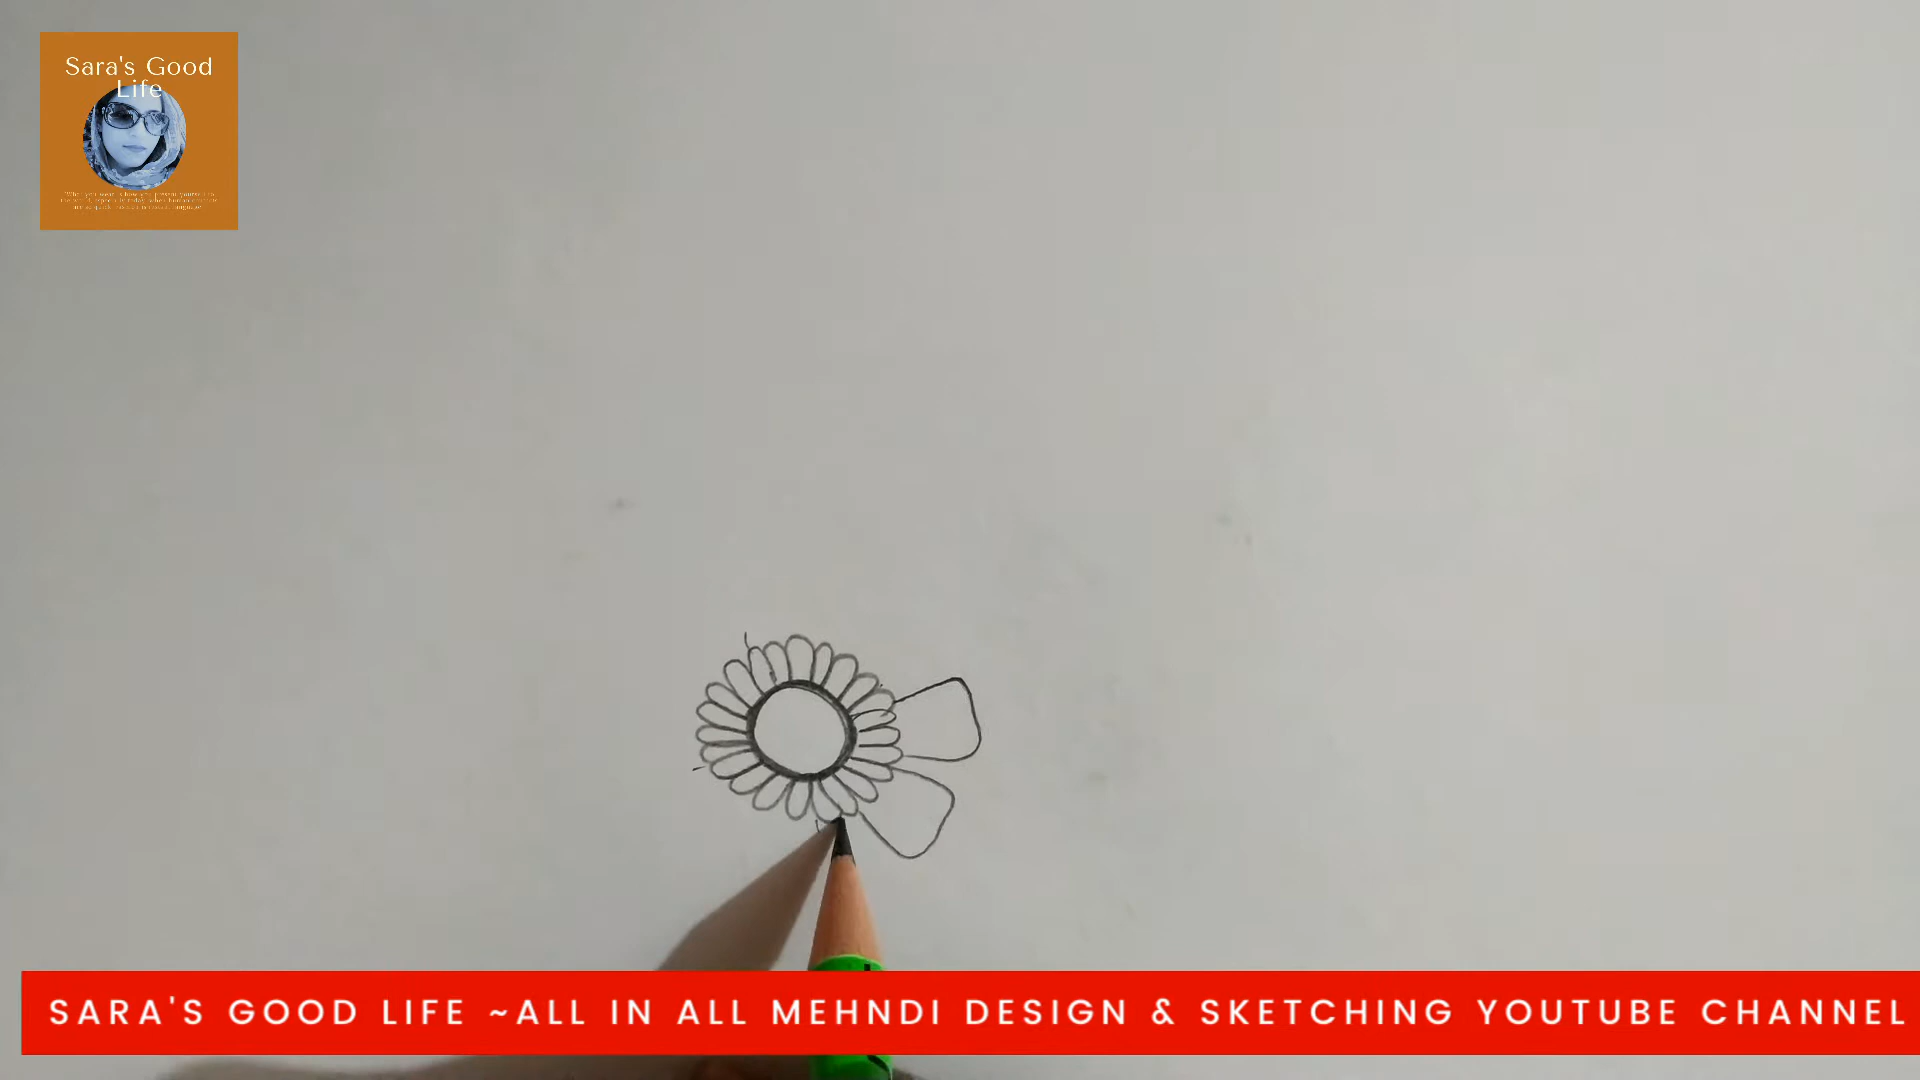 Sara's Good
Life
SARA'S GOOD LIFE ~ALL IN ALL MEHNDI DESIGN & SKETCHING YOUTUBE CHANNEL